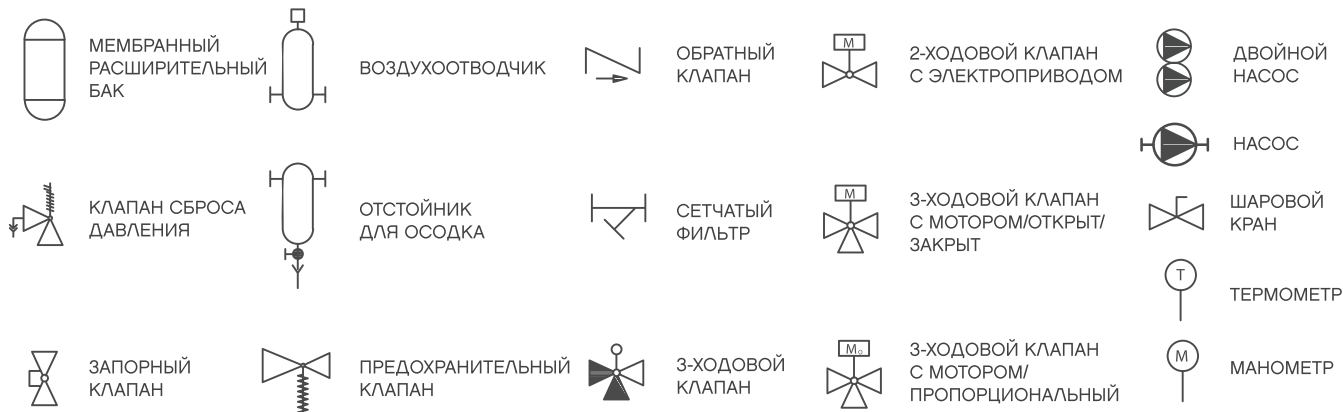 МЕМБРАННЫЙ
РАСШИРИТЕЛЬНЫЙ
БАК
ВОЗДУХООТВОДЧИК
ОБРАТНЫЙ
КЛАПАН
M
2-ХОДОВОЙ КЛАПАН
С ЭЛЕКТРОПРИВОДОМ
ДВОЙНОЙ
НАСОС
НАСОС
КЛАПАН СБРОСА
ДАВЛЕНИЯ
ОТСТОЙНИК
ДЛЯ ОСОДКА
СЕТЧАТЫЙ
ФИЛЬТР
M
3-ХОДОВОЙ КЛАПАН
С МОТОРОМ/ОТКРЫТ/
ЗАКРЫТ
ШАРОВОЙ
КРАН
T
ТЕРМОМЕТР
ЗАПОРНЫЙ
КЛАПАН
ПРЕДОХРАНИТЕЛЬНЫЙ
КЛАПАН
3-ХОДОВОЙ
КЛАПАН
Mo
3-ХОДОВОЙ КЛАПАН
С МОТОРОМ/
ПРОПОРЦИОНАЛЬНЫЙ
M
МАНОМЕТР